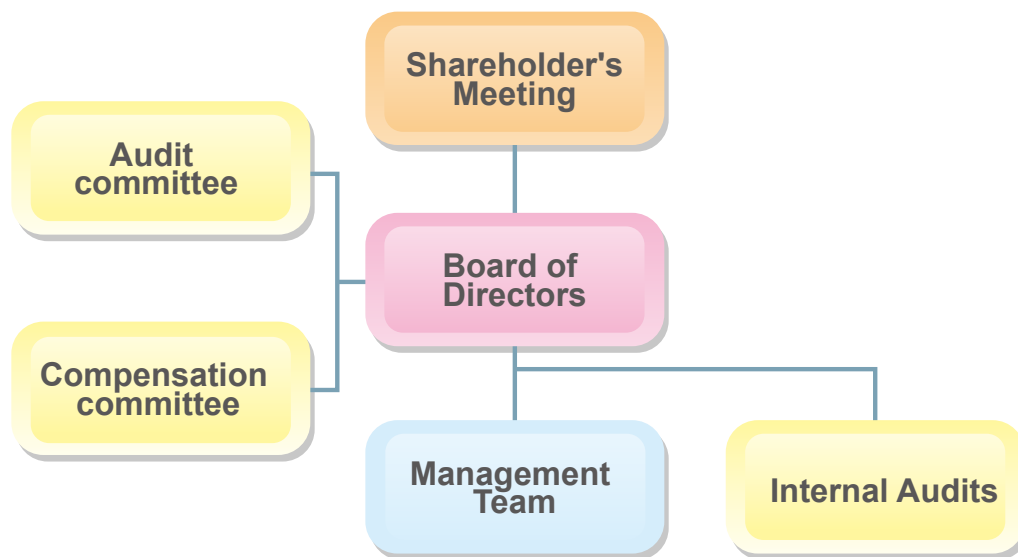 Shareholder's
Meeting
Audit
committee
Board of
Directors
Compensation
committee
Management
Team
Internal Audits